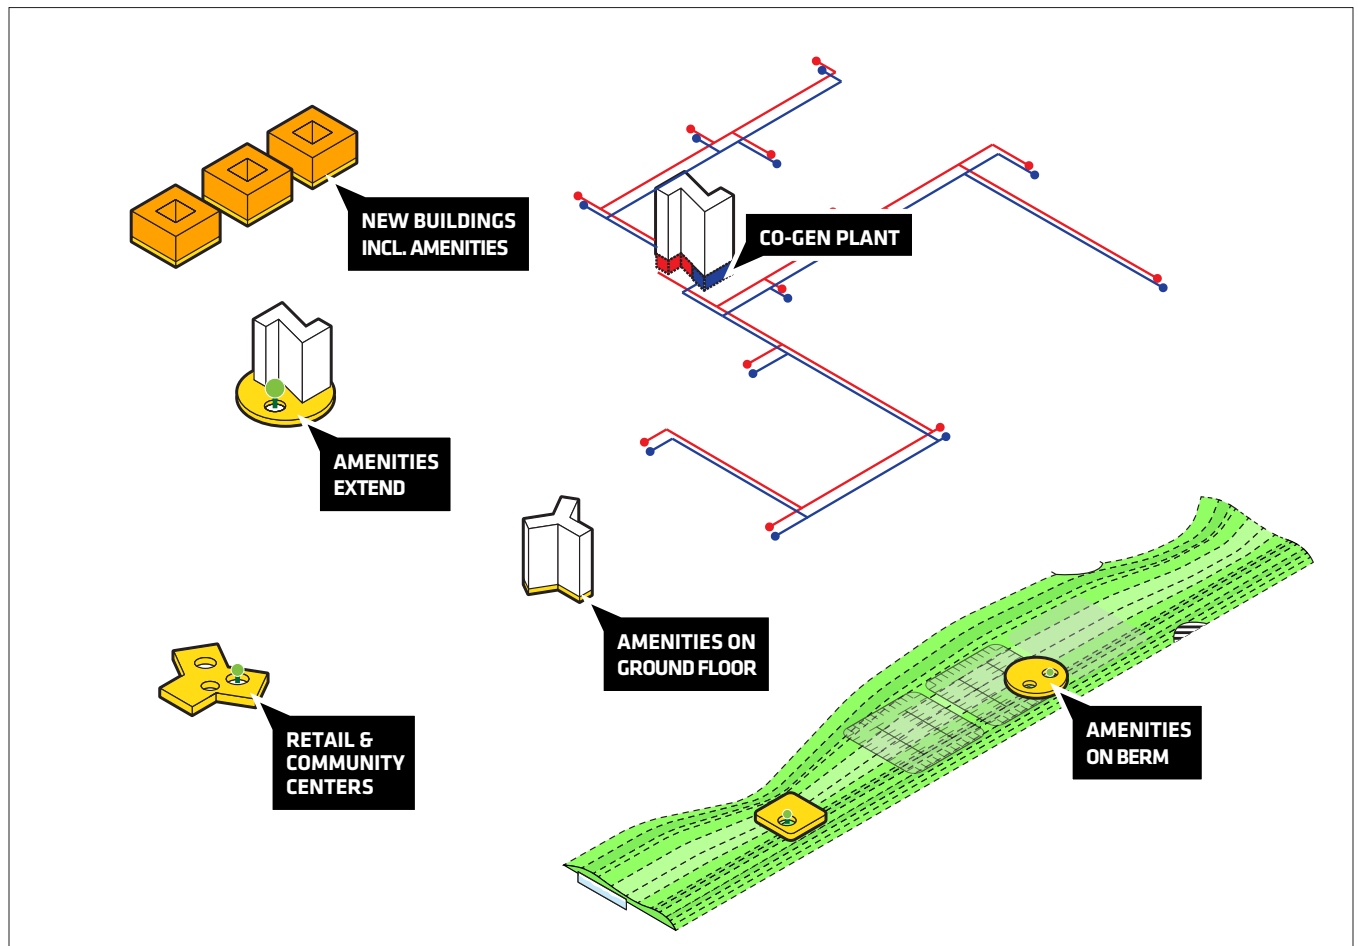 NEW BUILDINGS
INCL. AMENITIES
CO-GEN PLANT
AMENITIES
EXTEND
AMENITIES ON
GROUND FLOOR
RETAIL &
COMMUNITY
CENTERS
AMENITIES
ON BERM